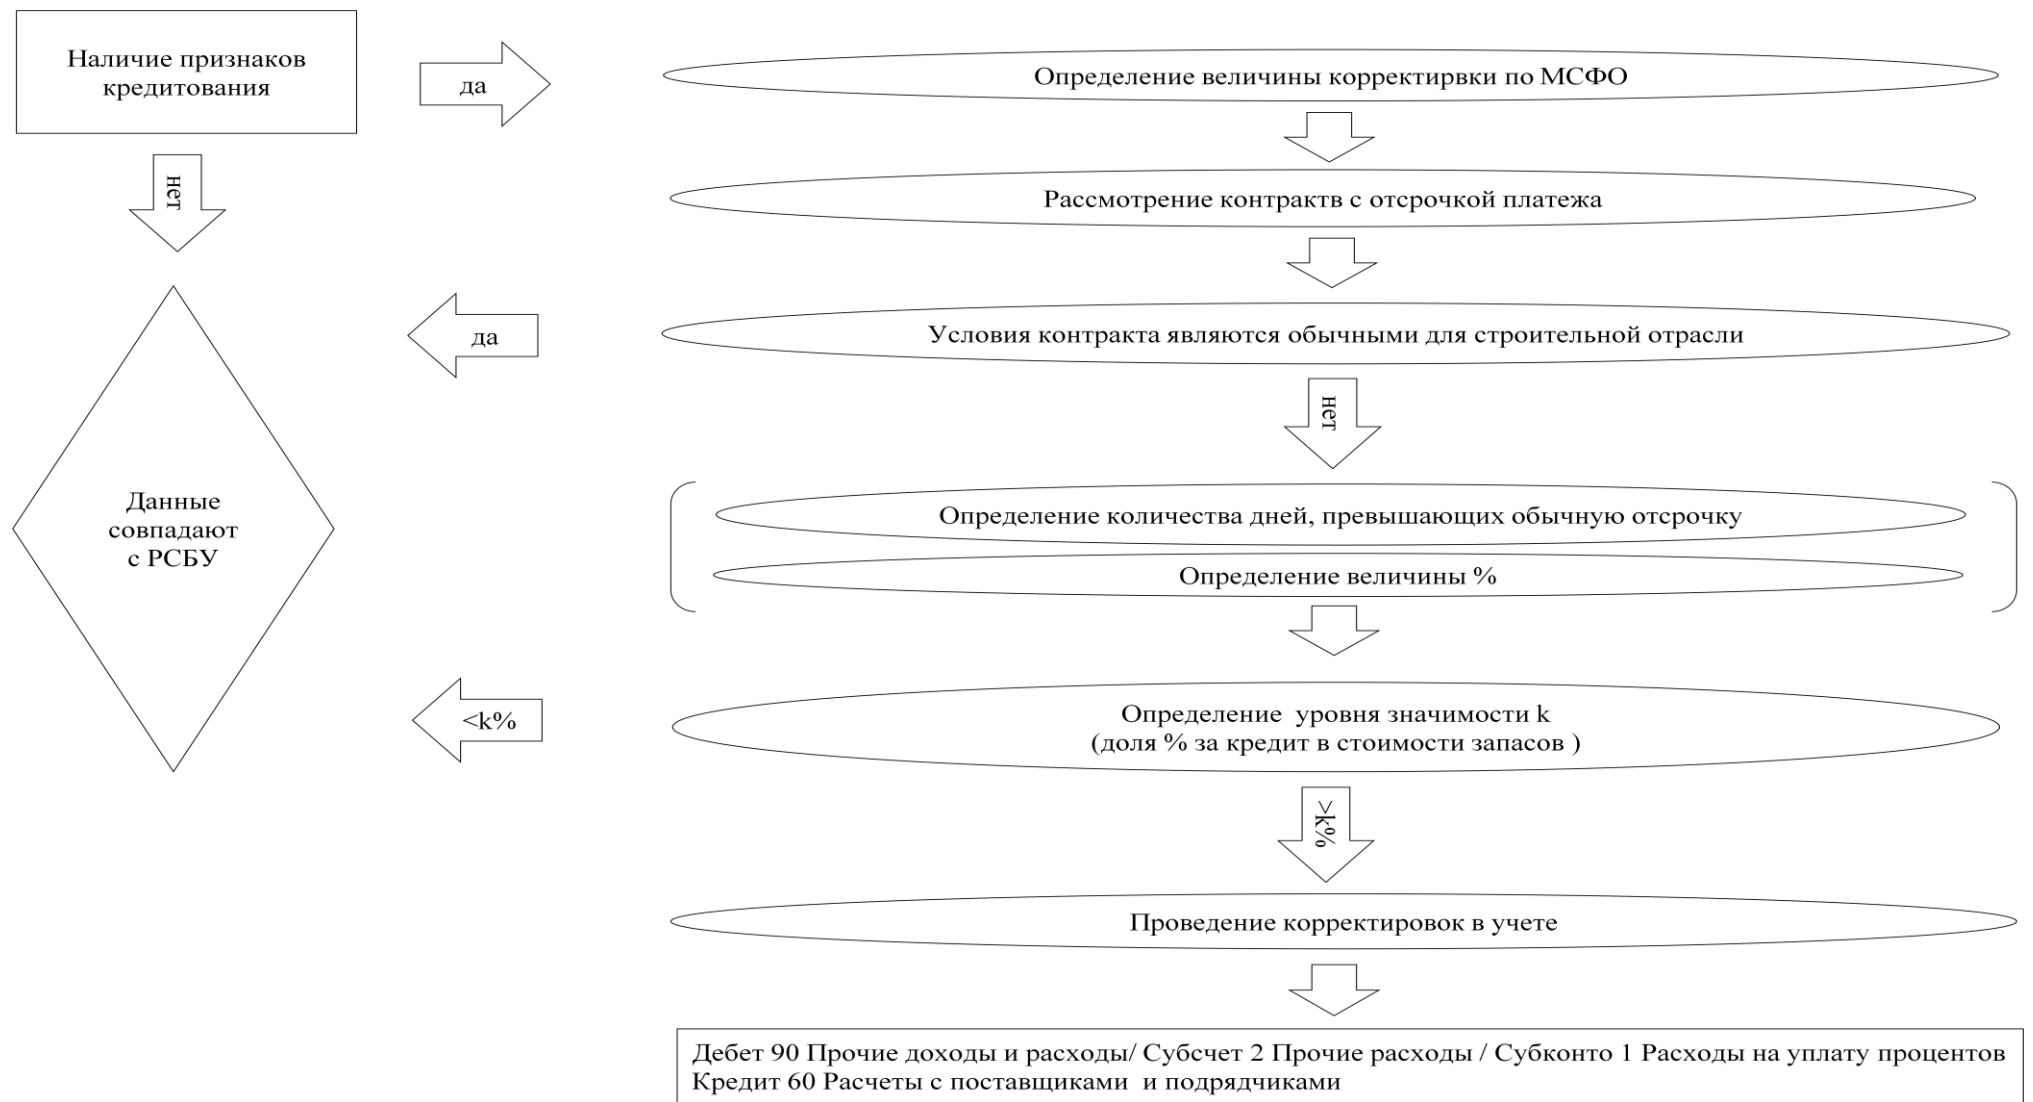 Наличие признаков
кредитования
да
Определение величины корректирвки по МСФО
нет
Рассмотрение контрактв с отсрочкой платежа
да
Условия контракта являются обычными для строительной отрасли
нет
Данные
совпадают
с РСБУ
Определение количества дней, превышающих обычную отсрочку
Определение величины %
<k%
Определение уровня значимости k
(доля % за кредит в стоимости запасов )
>k%
Проведение корректировок в учете
Дебет 90 Прочие доходы и расходы/ Субсчет 2 Прочие расходы / Субконто 1 Расходы на уплату процентов
Кредит 60 Расчеты с поставщиками и подрядчиками